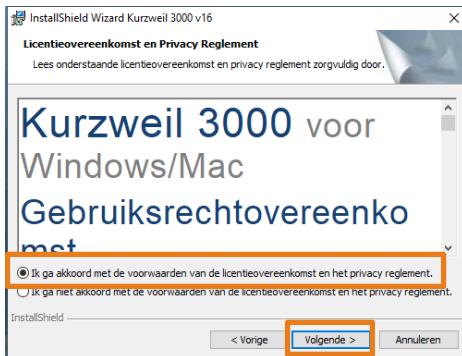 InstallShield Wizard Kurzweil 3000 v16
Licentieovereenkomst en Privacy Reglement
Lees onderstaande licentieovereenkomst en privacy reglement zorgvuldig door.
Kurzweil 3000 voor
Windows/Mac
Gebruiksrechtovereenko
mst
Ik ga akkoord met de voorwaarden van de licentieovereenkomst en het privacy reglement.
Ik ga niet akkoord met de voorwaarden van de licentieovereenkomst en het privacy reglement.
InstallShield
< Vorige
Volgende >
Annuleren